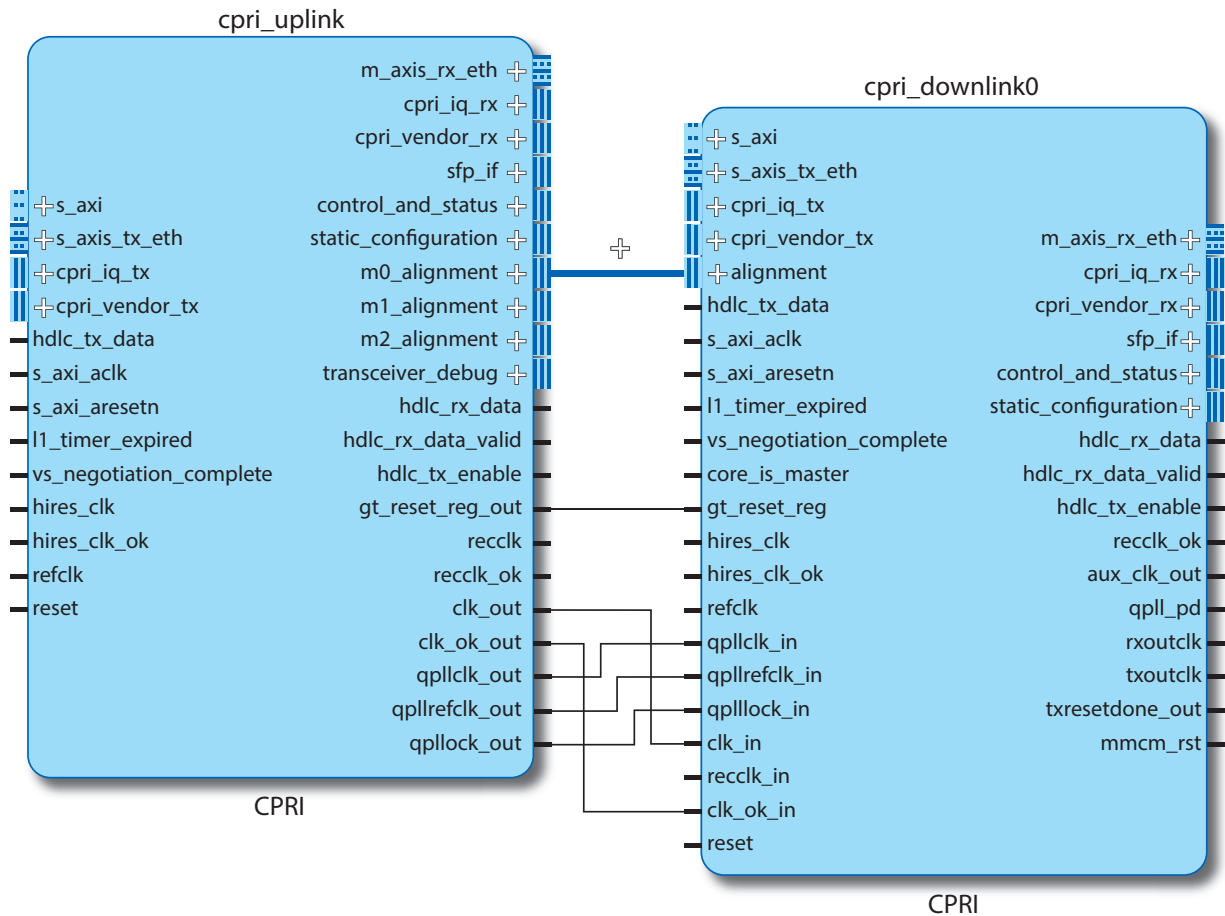 cpri_uplink
m_axis_rx_eth
cpri_iq_rx
cpri_vendor_rx
sfp_if
s_axi
control_and_status
s_axis_tx_eth
static_configuration
cpri_iq_tx
m0_alignment
cpri_vendor_tx
m1_alignment
hdlc_tx_data
m2_alignment
s_axi_aclk
transceiver_debug
s_axi_aresetn
hdlc_rx_data
l1_timer_expired
hdlc_rx_data_valid
vs_negotiation_complete
hdlc_tx_enable
hires_clk
gt_reset_reg_out
hires_clk_ok
recclk
refclk
recclk_ok
reset
clk_out
clk_ok_out
qpllclk_out
qpllrefclk_out
qpllock_out
CPRI
cpri_downlink0
s_axi
s_axis_tx_eth
cpri_iq_tx
cpri_vendor_tx
m_axis_rx_eth
alignment
cpri_iq_rx
hdlc_tx_data
cpri_vendor_rx
s_axi_aclk
sfp_if
s_axi_aresetn
control_and_status
l1_timer_expired
static_configuration
vs_negotiation_complete
hdlc_rx_data
core_is_master
hdlc_rx_data_valid
gt_reset_reg
hdlc_tx_enable
hires_clk
recclk_ok
hires_clk_ok
aux_clk_out
refclk
qpll_pd
qpllclk_in
rxoutclk
qpllrefclk_in
txoutclk
qplllock_in
txresetdone_out
clk_in
mmcm_rst
recclk_in
clk_ok_in
reset
CPRI